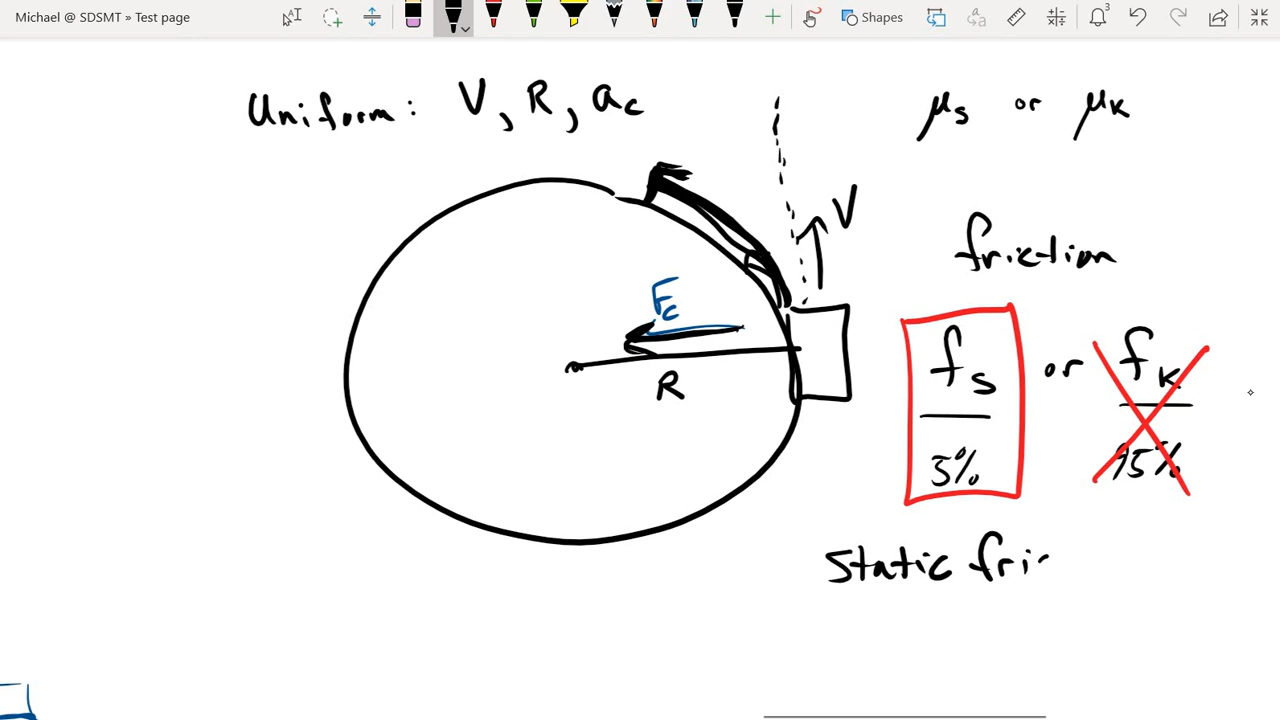 Michael @ SDSMT » Test page
Shapes
3
Uniform: V, R, ac
μs or μk
V
friction
Fc
R
fs or fk
5% 95%
Static fri